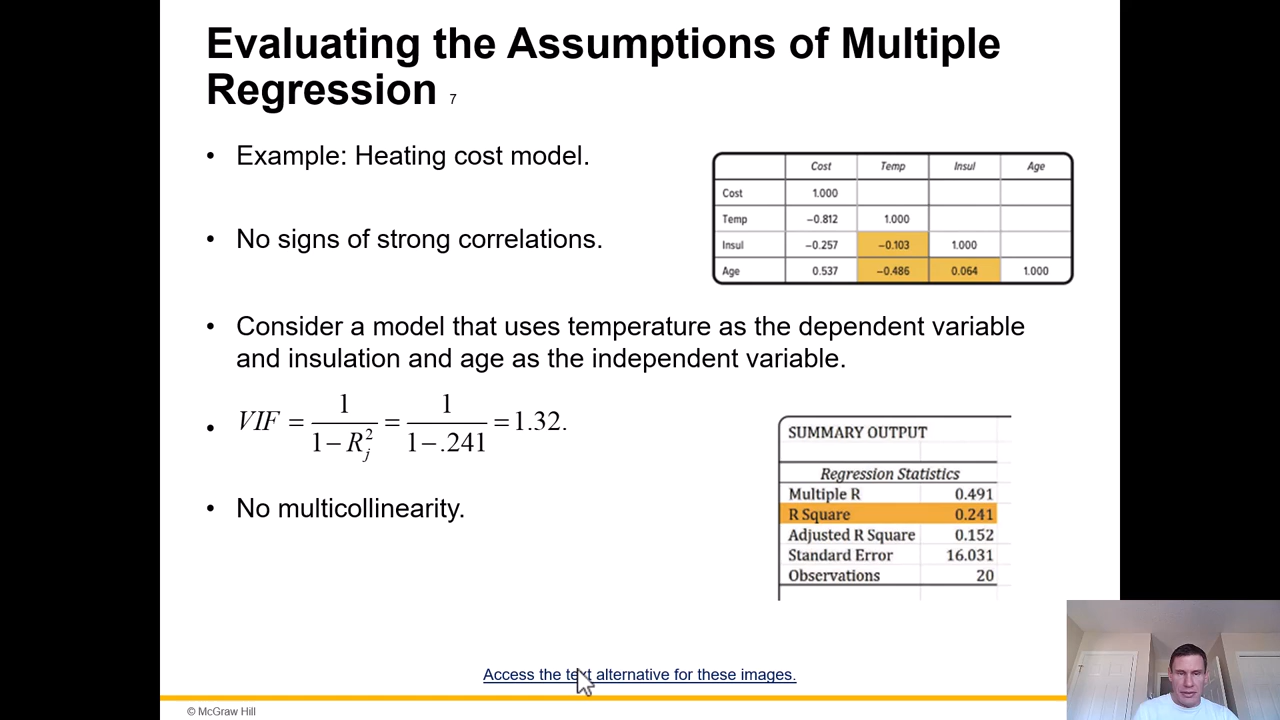 Evaluating the Assumptions of Multiple
Regression 7
• Example: Heating cost model.
Cost Temp Insul Age
Cost 1.000
Temp −0.812 1.000
Insul −0.257 −0.103 1.000
Age 0.537 −0.486 0.064 1.000
• No signs of strong correlations.
• Consider a model that uses temperature as the dependent variable
and insulation and age as the independent variable.
• VIF = 1 / (1 − R_j^2) = 1 / (1 − .241) = 1.32.
• No multicollinearity.
SUMMARY OUTPUT
Regression Statistics
Multiple R 0.491
R Square 0.241
Adjusted R Square 0.152
Standard Error 16.031
Observations 20
Access the text alternative for these images.
© McGraw Hill